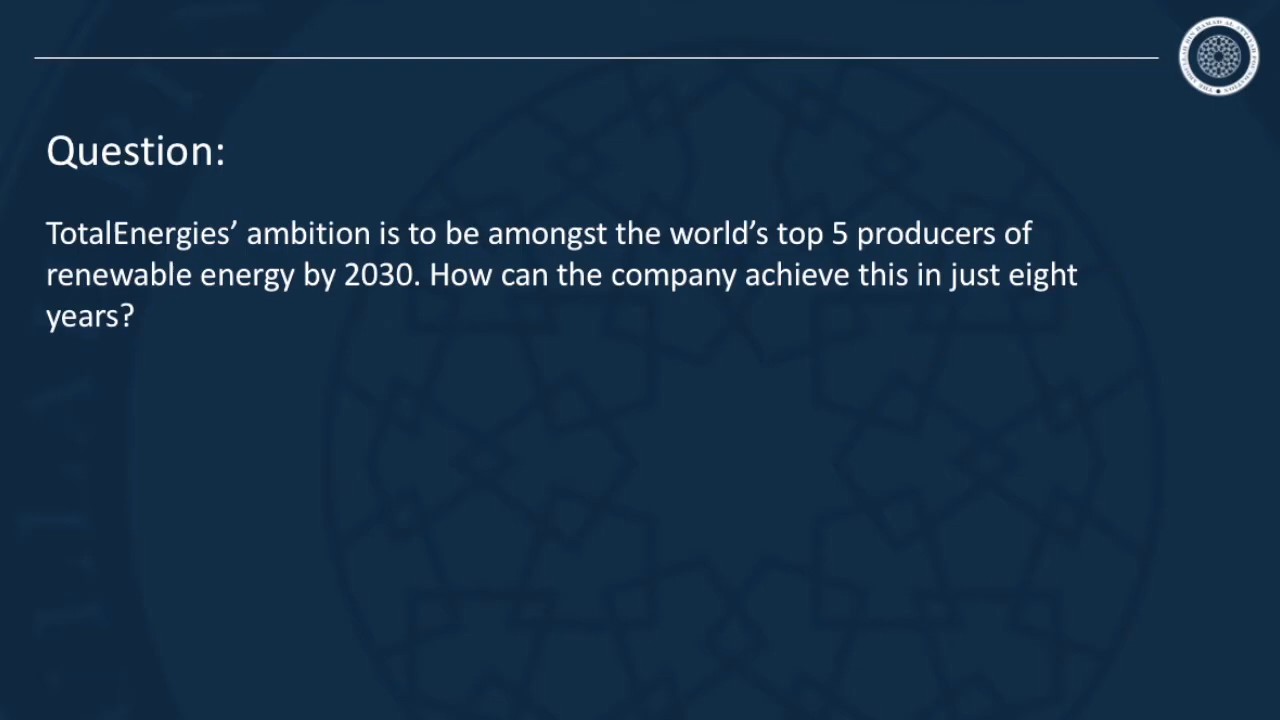 Question:
TotalEnergies’ ambition is to be amongst the world’s top 5 producers of
renewable energy by 2030. How can the company achieve this in just eight
years?